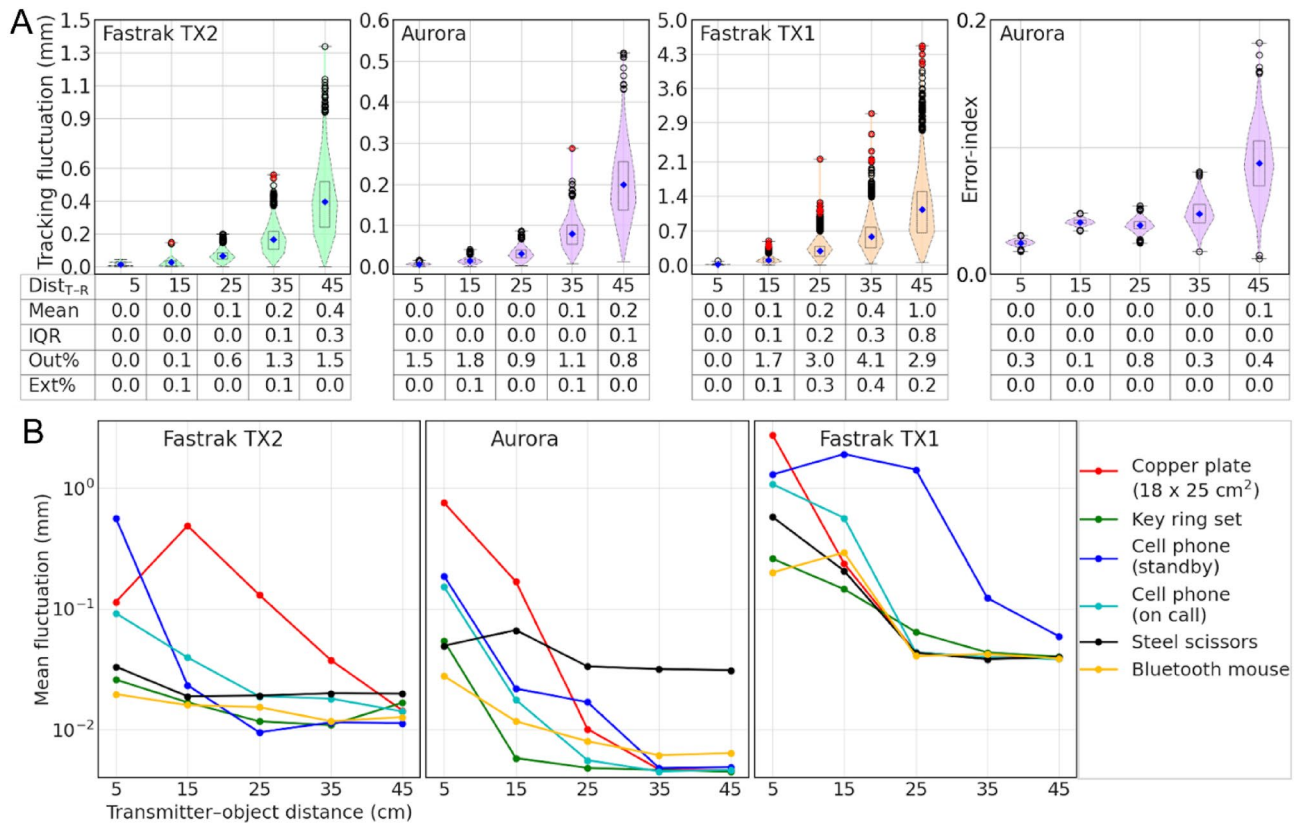 A
Fastrak TX2
Aurora
Fastrak TX1
Aurora
Tracking fluctuation (mm)
1.5
1.3
1.1
0.9
0.6
0.4
0.2
0.0
0.6
0.5
0.4
0.3
0.2
0.1
0.0
5.0
4.3
3.6
2.8
2.1
1.4
0.7
0.0
Error-index
0.2
0.0
Dist_T–R 5 15 25 35 45 5 15 25 35 45 5 15 25 35 45 5 15 25 35 45
Mean 0.0 0.0 0.1 0.2 0.4 0.0 0.0 0.0 0.1 0.2 0.0 0.1 0.2 0.4 1.0 0.0 0.0 0.0 0.0 0.1
IQR 0.0 0.0 0.0 0.1 0.3 0.0 0.0 0.0 0.0 0.1 0.0 0.1 0.2 0.3 0.8 0.0 0.0 0.0 0.0 0.0
Out% 0.0 0.1 0.6 1.3 1.5 1.5 1.8 0.9 1.1 0.8 0.0 1.7 3.0 4.1 2.9 0.3 0.1 0.8 0.3 0.4
Ext% 0.0 0.1 0.0 0.1 0.0 0.0 0.1 0.0 0.1 0.0 0.0 0.1 0.3 0.4 0.2 0.0 0.0 0.0 0.0 0.0
B
Fastrak TX2
Aurora
Fastrak TX1
Mean fluctuation (mm)
10⁰
10⁻¹
10⁻²
5 15 25 35 45
5 15 25 35 45
5 15 25 35 45
Transmitter–object distance (cm)
Copper plate
(18 x 25 cm²)
Key ring set
Cell phone
(standby)
Cell phone
(on call)
Steel scissors
Bluetooth mouse